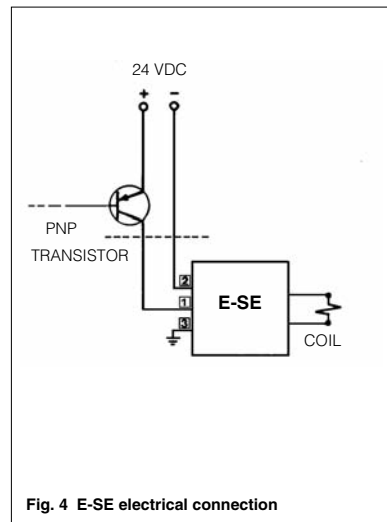 24 VDC
+ -
PNP
TRANSISTOR
2
1
E-SE
3
COIL
Fig. 4 E-SE electrical connection